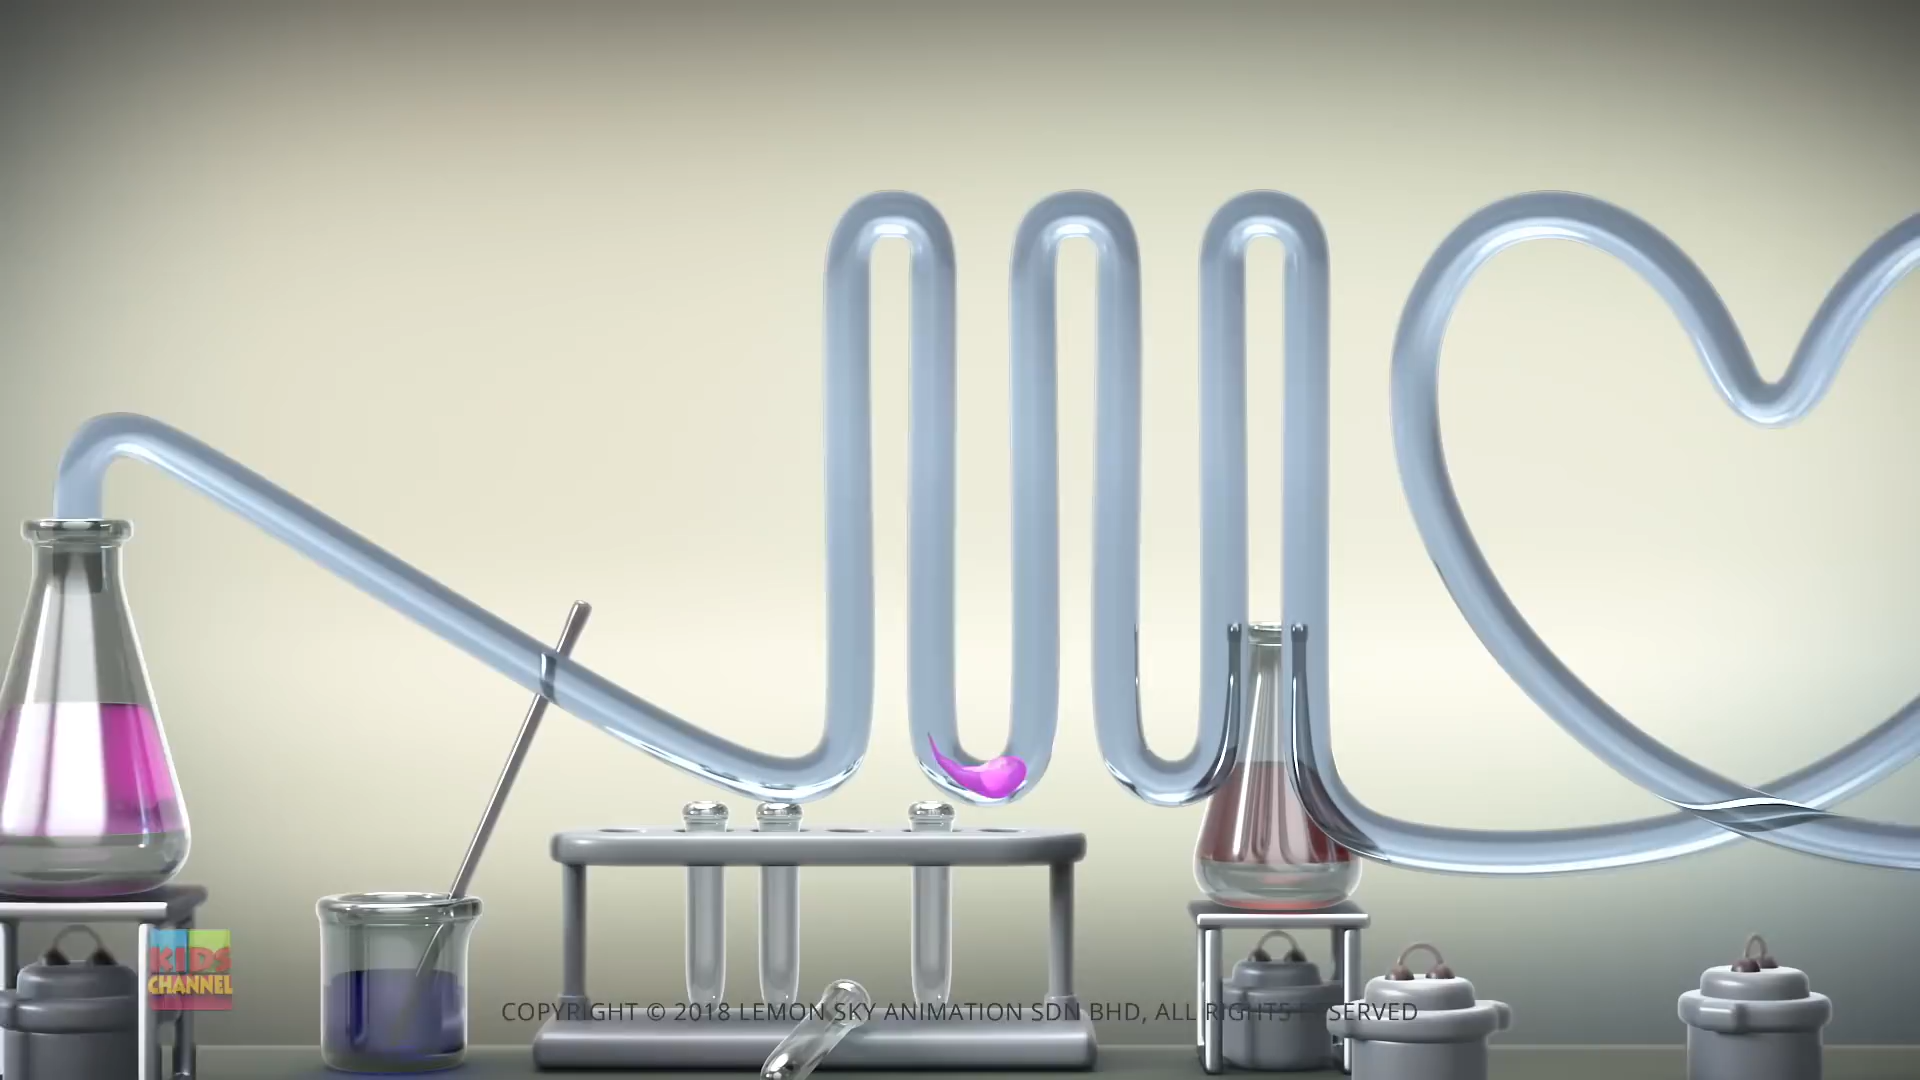 KIDS
CHANNEL
COPYRIGHT © 2018 LEMON SKY ANIMATION SDN BHD, ALL RIGHTS RESERVED